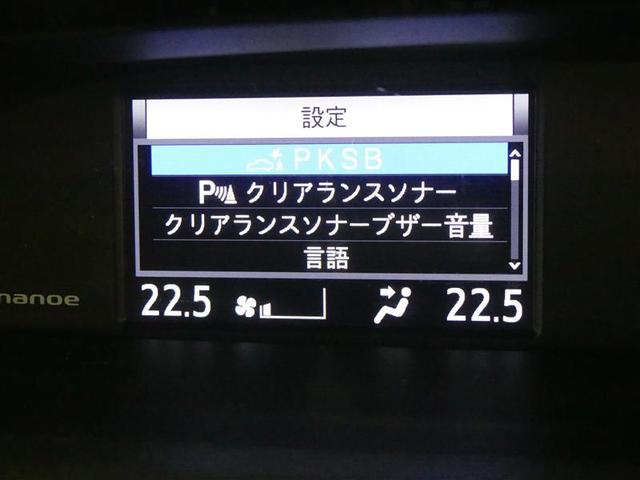 設定
PKSB
P クリアランスソナー
クリアランスソナーブザー音量
言語
nanoe
22.5 22.5